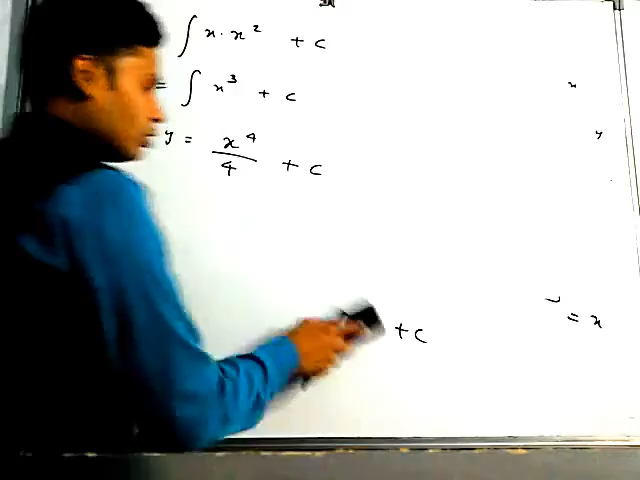 ∫ x · x² + c
= ∫ x³ + c
x
y = x⁴/4 + c
y
= x
+ c